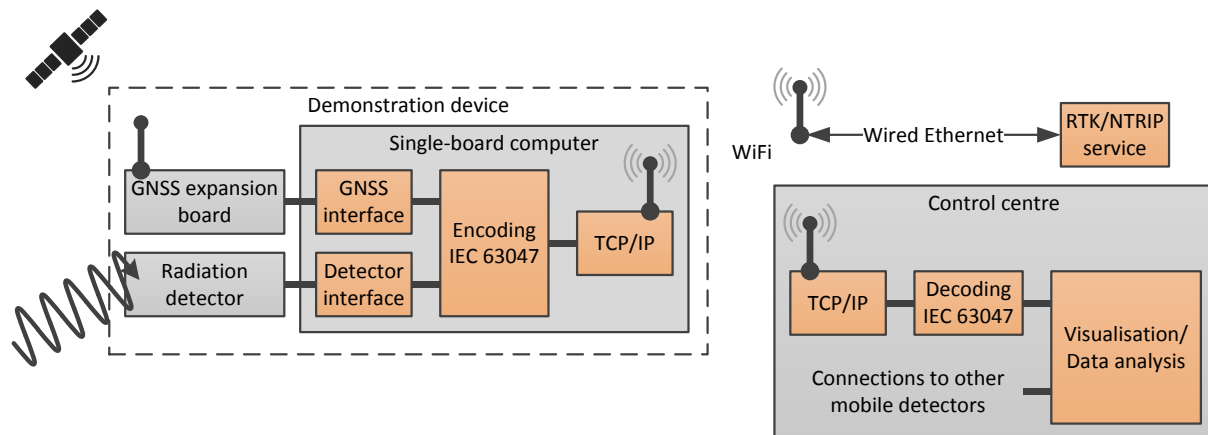 Demonstration device
Single-board computer
GNSS expansion
board
GNSS
interface
Encoding
IEC 63047
TCP/IP
Radiation
detector
Detector
interface
WiFi
Wired Ethernet
RTK/NTRIP
service
Control centre
TCP/IP
Decoding
IEC 63047
Visualisation/
Data analysis
Connections to other
mobile detectors